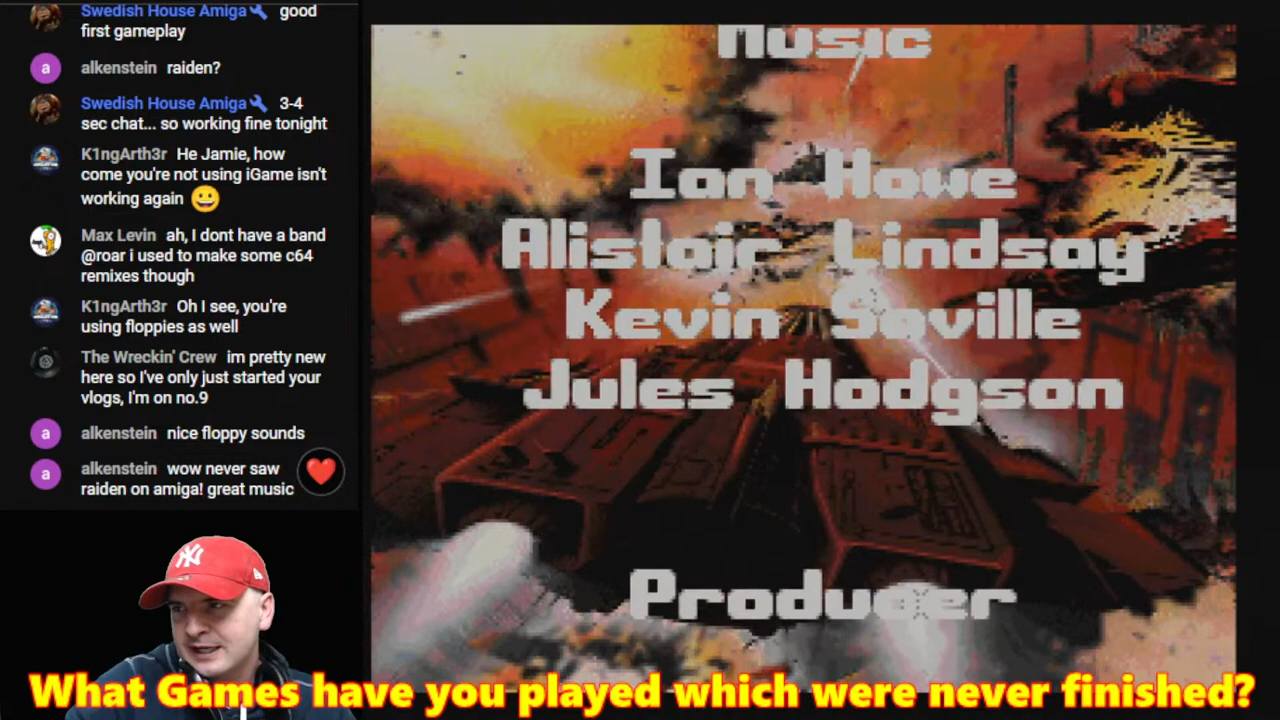 Swedish House Amiga good
first gameplay
alkenstein raiden?
Swedish House Amiga 3-4
sec chat... so working fine tonight
K1ngArth3r He Jamie, how
come you're not using iGame isn't
working again 😀
Max Levin ah, I dont have a band
@roar i used to make some c64
remixes though
K1ngArth3r Oh I see, you're
using floppies as well
The Wreckin' Crew im pretty new
here so I've only just started your
vlogs, I'm on no.9
alkenstein nice floppy sounds
alkenstein wow never saw
raiden on amiga! great music
Music
Ian Howe
Alistair Lindsay
Kevin Saville
Jules Hodgson
Producer
NY
What Games have you played which were never finished?